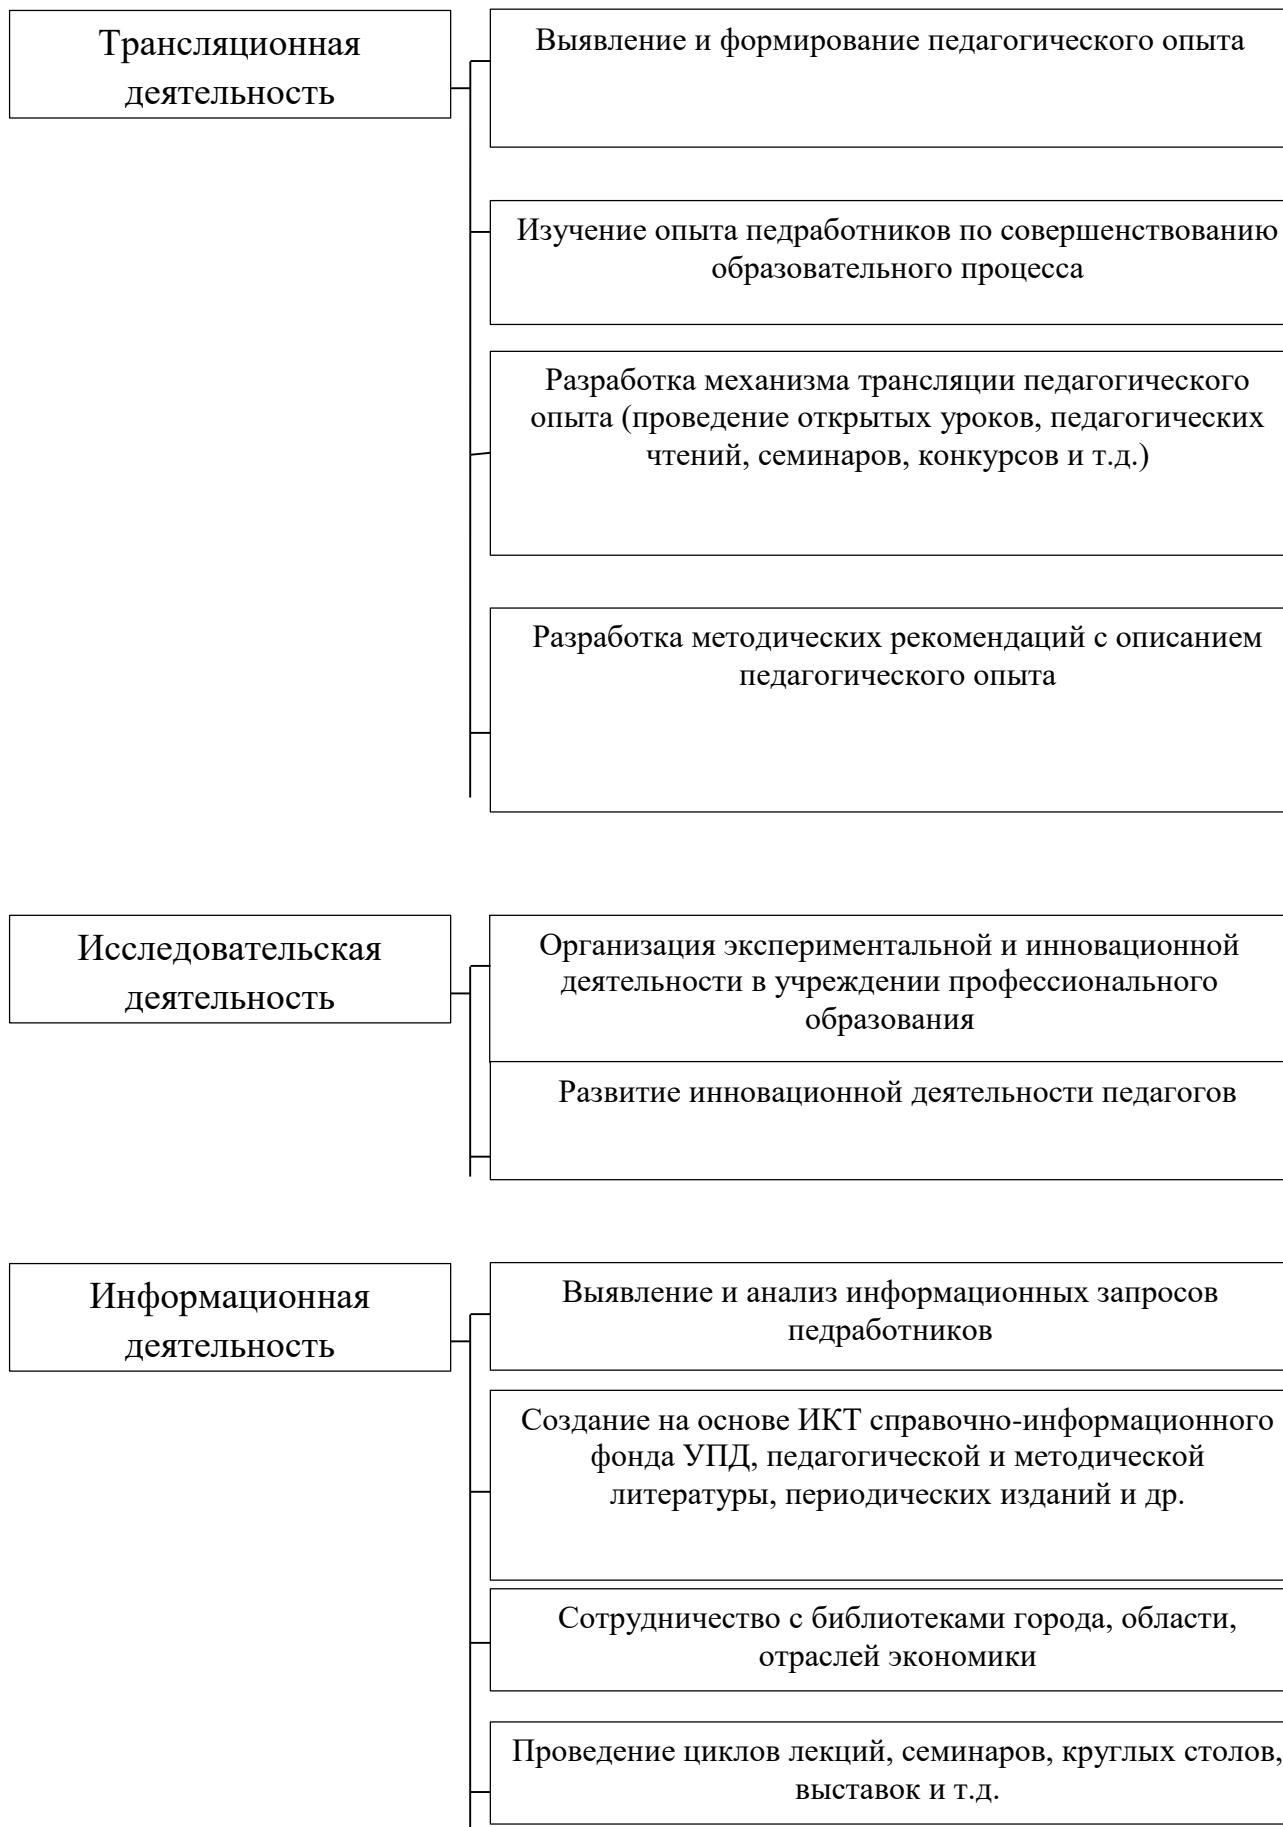 Трансляционная
деятельность
Выявление и формирование педагогического опыта
Изучение опыта педработников по совершенствованию
образовательного процесса
Разработка механизма трансляции педагогического
опыта (проведение открытых уроков, педагогических
чтений, семинаров, конкурсов и т.д.)
Разработка методических рекомендаций с описанием
педагогического опыта
Исследовательская
деятельность
Организация экспериментальной и инновационной
деятельности в учреждении профессионального
образования
Развитие инновационной деятельности педагогов
Информационная
деятельность
Выявление и анализ информационных запросов
педработников
Создание на основе ИКТ справочно-информационного
фонда УПД, педагогической и методической
литературы, периодических изданий и др.
Сотрудничество с библиотеками города, области,
отраслей экономики
Проведение циклов лекций, семинаров, круглых столов,
выставок и т.д.